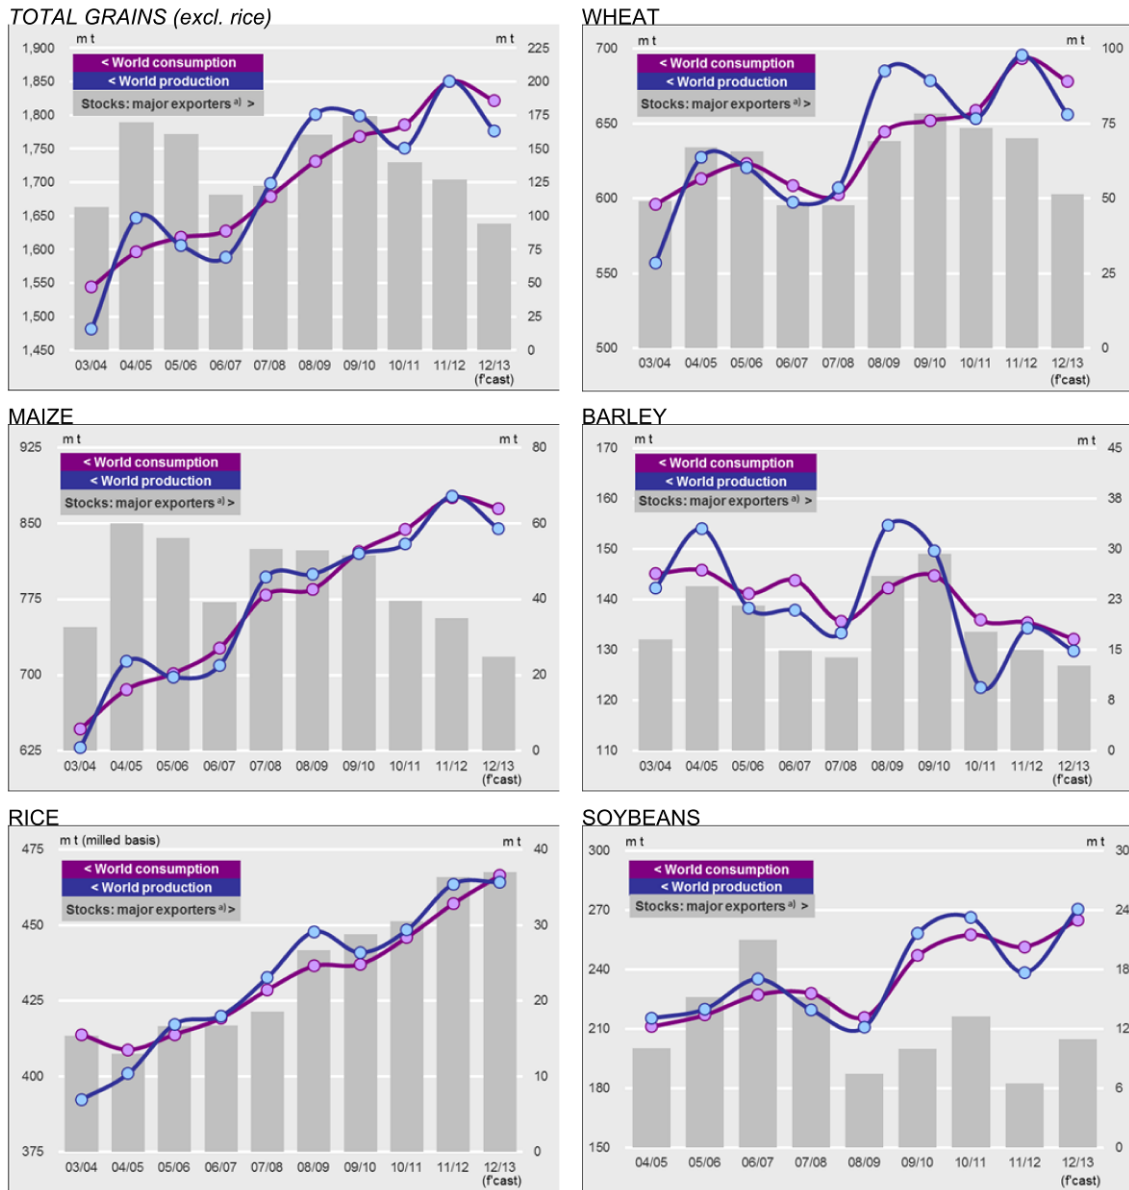 TOTAL GRAINS (excl. rice)
m t
m t
< World consumption
< World production
Stocks: major exporters a) >
1,900
1,850
1,800
1,750
1,700
1,650
1,600
1,550
1,500
1,450
225
200
175
150
125
100
75
50
25
0
03/04 04/05 05/06 06/07 07/08 08/09 09/10 10/11 11/12 12/13
(f'cast)
WHEAT
m t
m t
< World consumption
< World production
Stocks: major exporters a) >
700
650
600
550
500
100
75
50
25
0
03/04 04/05 05/06 06/07 07/08 08/09 09/10 10/11 11/12 12/13
(f'cast)
MAIZE
m t
m t
< World consumption
< World production
Stocks: major exporters a) >
925
850
775
700
625
80
60
40
20
0
03/04 04/05 05/06 06/07 07/08 08/09 09/10 10/11 11/12 12/13
(f'cast)
BARLEY
m t
m t
< World consumption
< World production
Stocks: major exporters a) >
170
160
150
140
130
120
110
45
38
30
23
15
8
0
03/04 04/05 05/06 06/07 07/08 08/09 09/10 10/11 11/12 12/13
(f'cast)
RICE
m t (milled basis)
m t
< World consumption
< World production
Stocks: major exporters a) >
475
450
425
400
375
40
30
20
10
0
03/04 04/05 05/06 06/07 07/08 08/09 09/10 10/11 11/12 12/13
(f'cast)
SOYBEANS
m t
m t
< World consumption
< World production
Stocks: major exporters a) >
300
270
240
210
180
150
30
24
18
12
6
0
04/05 05/06 06/07 07/08 08/09 09/10 10/11 11/12 12/13
(f'cast)